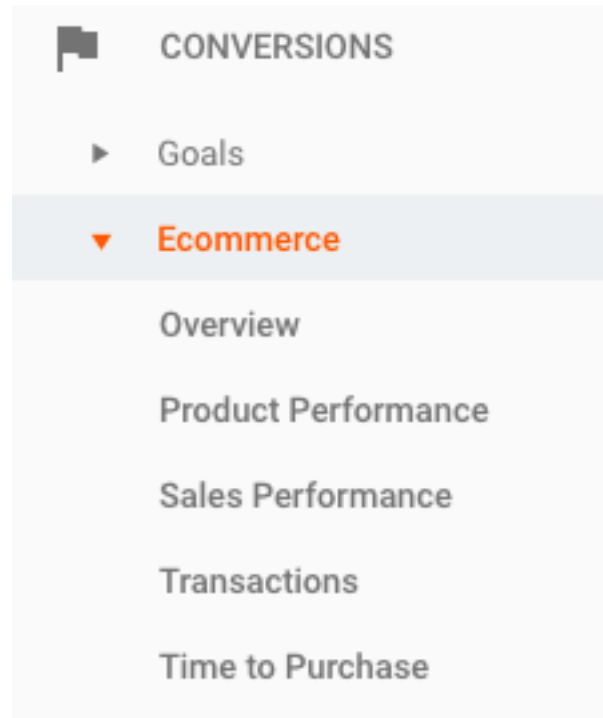 CONVERSIONS
Goals
Ecommerce
Overview
Product Performance
Sales Performance
Transactions
Time to Purchase